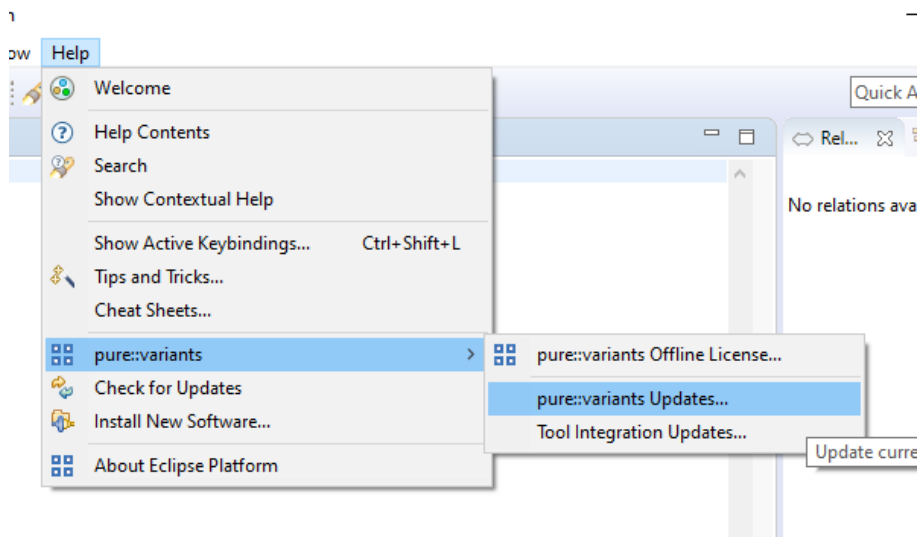 Help
Quick A
Welcome
Help Contents
Search
Show Contextual Help
Show Active Keybindings... Ctrl+Shift+L
Tips and Tricks...
Cheat Sheets...
pure::variants
Check for Updates
Install New Software...
About Eclipse Platform
pure::variants Offline License...
pure::variants Updates...
Tool Integration Updates...
Update curre
Rel...
No relations ava